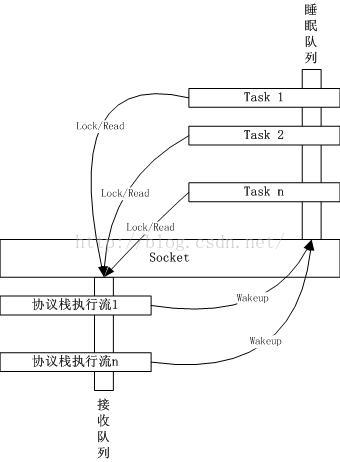 睡眠队列
Task 1
Lock/Read
Task 2
Lock/Read
Task n
Lock/Read
http://blog.csdn.net/
Socket
协议栈执行流1
Wakeup
Wakeup
协议栈执行流n
接收队列